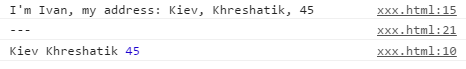 I'm Ivan, my address: Kiev, Khreshatik, 45 xxx.html:15
--- xxx.html:21
Kiev Khreshatik 45 xxx.html:10